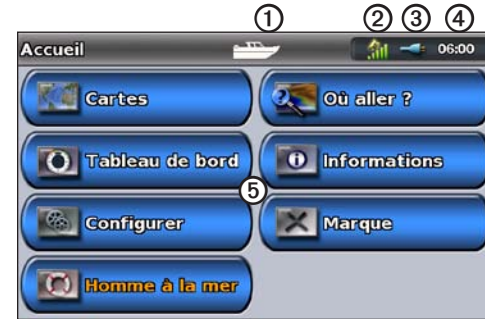 ① ② ③ ④
Accueil 06:00
Cartes Où aller ?
Tableau de bord Informations
⑤
Configurer Marque
Homme à la mer